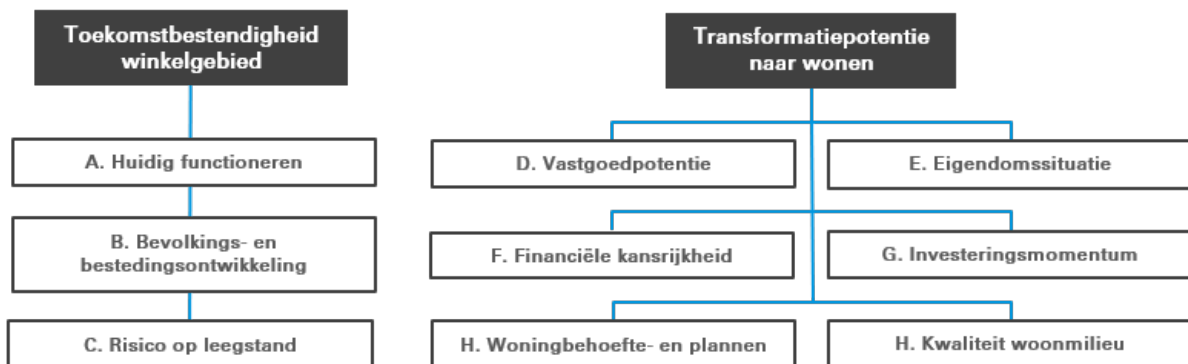 Toekomstbestendigheid
winkelgebied
A. Huidig functioneren
B. Bevolkings- en
bestedingsontwikkeling
C. Risico op leegstand
Transformatiepotentie
naar wonen
D. Vastgoedpotentie
E. Eigendomssituatie
F. Financiële kansrijkheid
G. Investeringsmomentum
H. Woningbehoefte- en plannen
H. Kwaliteit woonmilieu